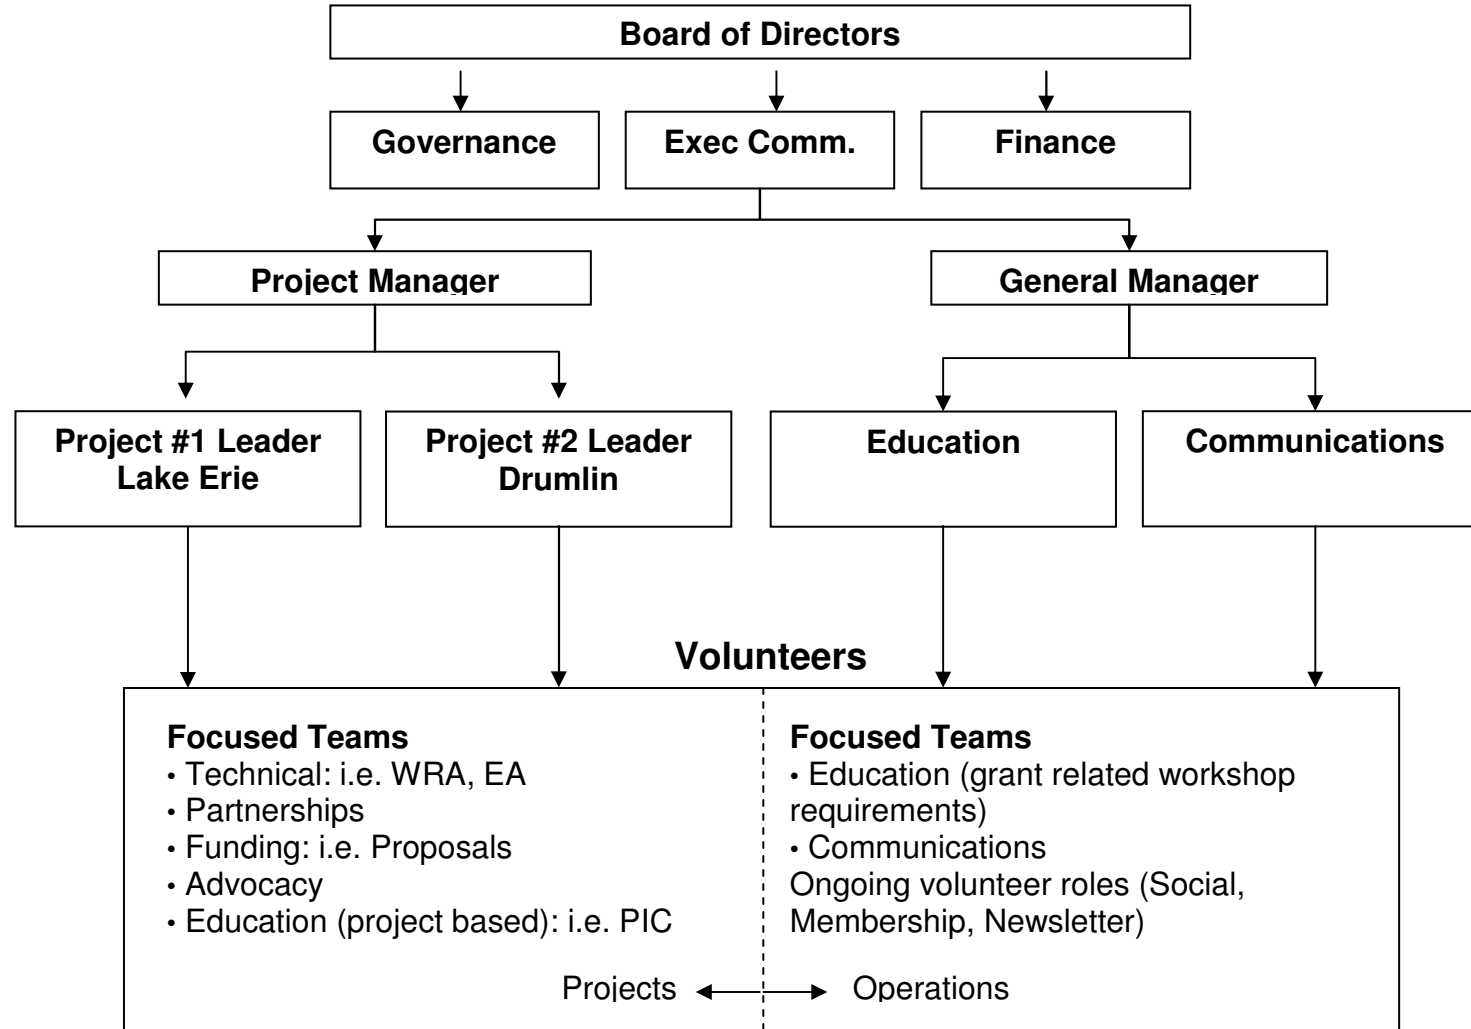 Board of Directors
Governance
Exec Comm.
Finance
Project Manager
General Manager
Project #1 Leader
Lake Erie
Project #2 Leader
Drumlin
Education
Communications
Volunteers
Focused Teams
• Technical: i.e. WRA, EA
• Partnerships
• Funding: i.e. Proposals
• Advocacy
• Education (project based): i.e. PIC
Focused Teams
• Education (grant related workshop
requirements)
• Communications
Ongoing volunteer roles (Social,
Membership, Newsletter)
Projects
Operations